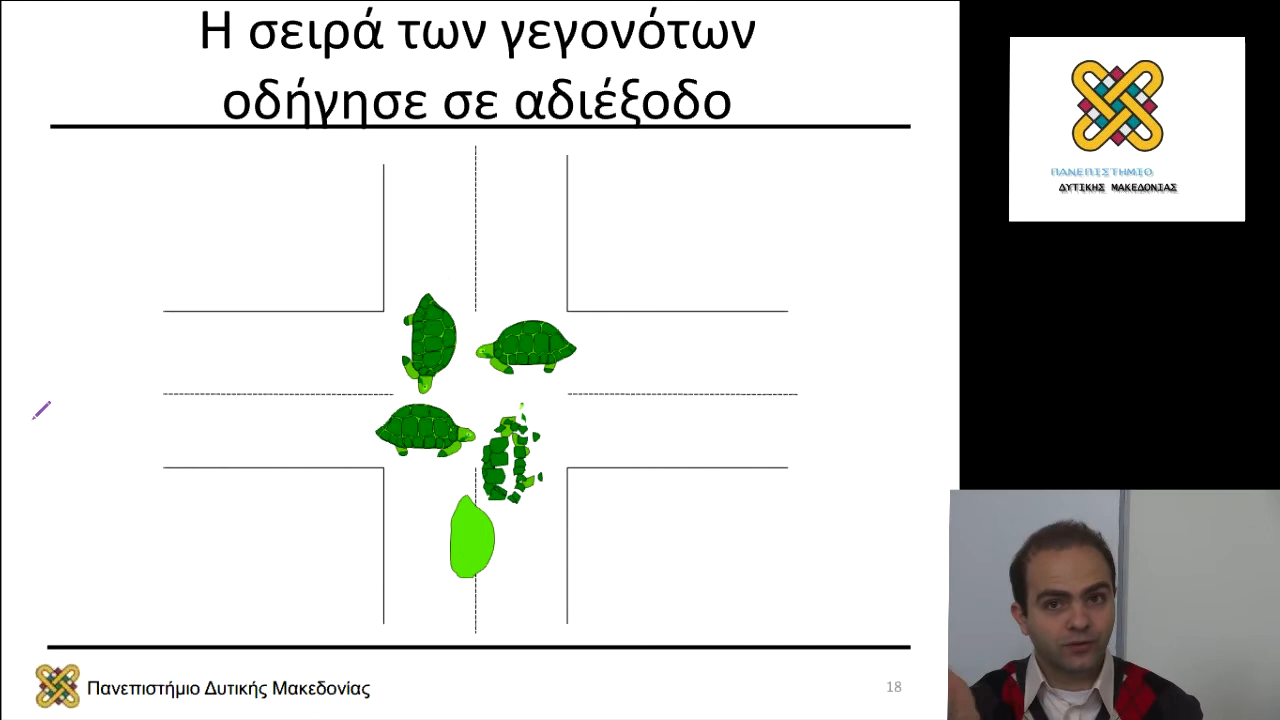 Η σειρά των γεγονότων
οδήγησε σε αδιέξοδο
ΠΑΝΕΠΙΣΤΗΜΙΟ
ΔΥΤΙΚΗΣ ΜΑΚΕΔΟΝΙΑΣ
Πανεπιστήμιο Δυτικής Μακεδονίας
18